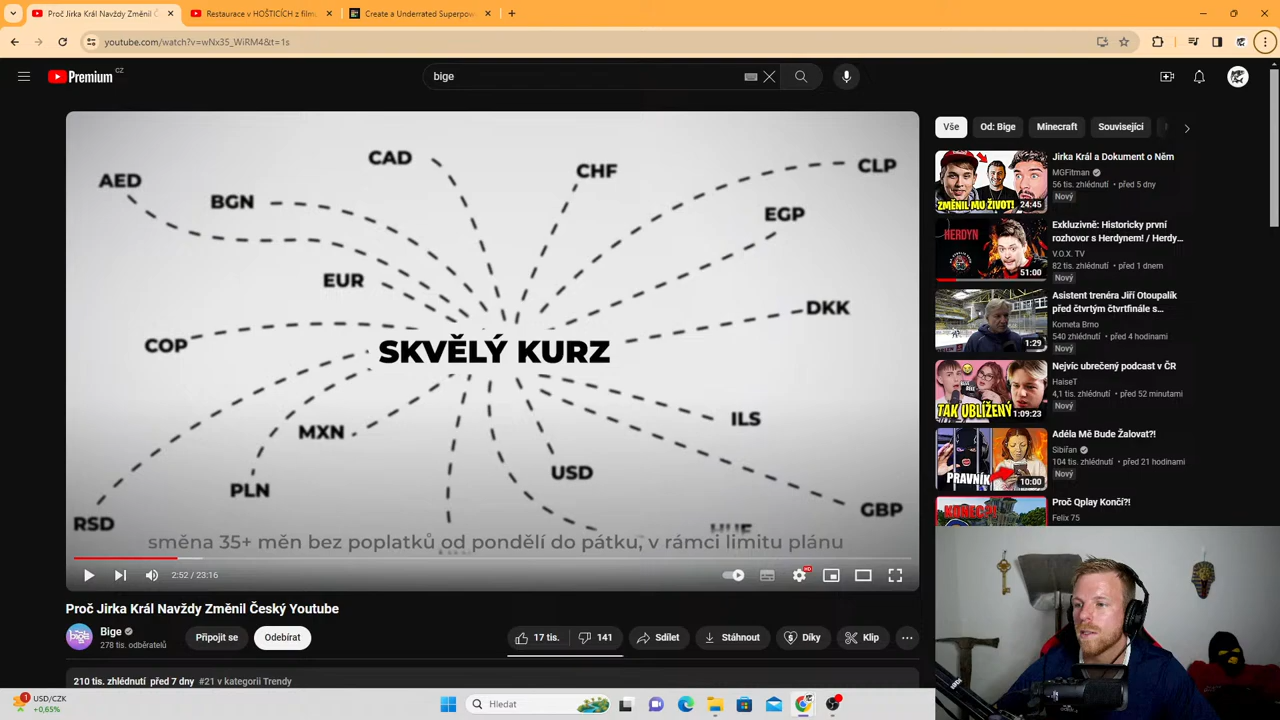 Proč Jirka Král Navždy Změnil Č
Restaurace v HOŠTICÍCH z film
Create a Underrated Superpow
youtube.com/watch?v=wNx35_WiRM4&t=1s
Premium CZ
bige
CAD
CHF
CLP
AED
BGN
EGP
EUR
DKK
COP
SKVĚLÝ KURZ
ILS
MXN
USD
PLN
GBP
RSD
směna 35+ měn bez poplatků od pondělí do pátku, v rámci limitu plánu
2:52 / 23:16
HD
Proč Jirka Král Navždy Změnil Český Youtube
bige
Bige
278 tis. odběratelů
Připojit se
Odebírat
17 tis.
141
Sdílet
Stáhnout
Díky
Klip
210 tis. zhlédnutí před 7 dny #21 v kategorii Trendy
Vše
Od: Bige
Minecraft
Související
ZMĚNIL MU ŽIVOT!
24:45
Jirka Král a Dokument o Něm
MGFitman
56 tis. zhlédnutí • před 5 dny
Nový
HERDYN
51:00
Exkluzivně: Historicky první
rozhovor s Herdynem! / Herdy...
V.O.X. TV
82 tis. zhlédnutí • před 1 dnem
Nový
1:29
Asistent trenéra Jiří Otoupalík
před čtvrtým čtvrtfinále s...
Kometa Brno
540 zhlédnutí • před 4 hodinami
Nový
TAK UBLÍŽENÝ
1:09:23
Nejvíc ubrečený podcast v ČR
HaiseT
4,1 tis. zhlédnutí • před 52 minutami
Nový
PRAVNÍK
10:00
Adéla Mě Bude Žalovat?!
Sibiřan
104 tis. zhlédnutí • před 21 hodinami
Nový
KONEC?!
Proč Qplay Končí?!
Felix 75
1
USD/CZK
+0,65%
Hledat